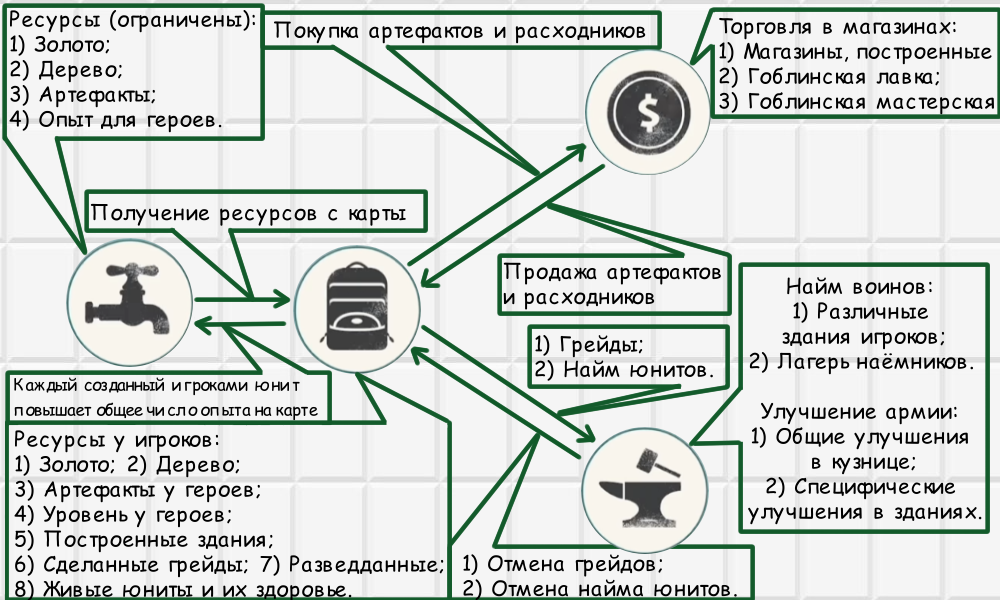 Ресурсы (ограничены):
1) Золото;
2) Дерево;
3) Артефакты;
4) Опыт для героев.
Покупка артефактов и расходников
$
Торговля в магазинах:
1) Магазины, построенные
2) Гоблинская лавка;
3) Гоблинская мастерская
Получение ресурсов с карты
Продажа артефактов
и расходников
Найм воинов:
1) Различные
здания игроков;
2) Лагерь наёмников.
Улучшение армии:
1) Общие улучшения
в кузнице;
2) Специфические
улучшения в зданиях.
1) Грейды;
2) Найм юнитов.
Каждый созданный игроками юнит
повышает общее число опыта на карте
Ресурсы у игроков:
1) Золото; 2) Дерево;
3) Артефакты у героев;
4) Уровень у героев;
5) Построенные здания;
6) Сделанные грейды; 7) Разведданные;
8) Живые юниты и их здоровье.
1) Отмена грейдов;
2) Отмена найма юнитов.